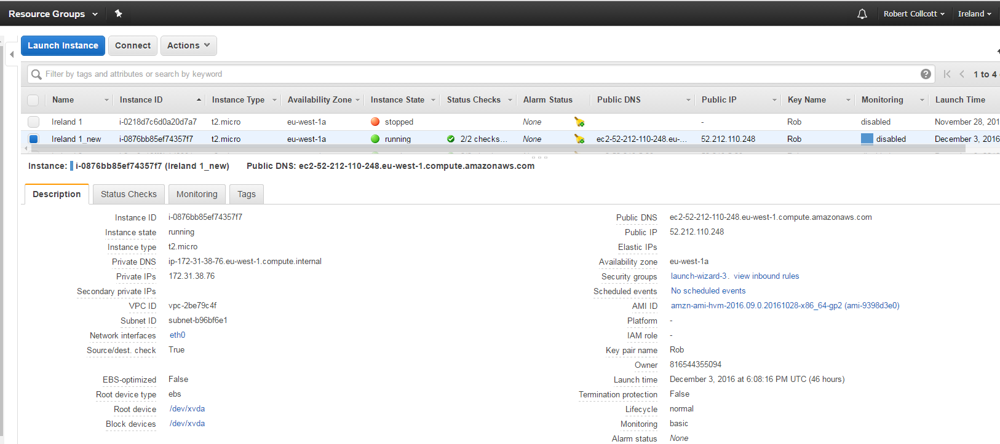 Resource Groups Robert Collcott Ireland
Launch Instance Connect Actions
Filter by tags and attributes or search by keyword ? 1 to 4
Name Instance ID Instance Type Availability Zone Instance State Status Checks Alarm Status Public DNS Public IP Key Name Monitoring Launch Time
Ireland 1 i-0218d7c6d0a20d7a7 t2.micro eu-west-1a stopped None - Rob disabled November 28, 201
Ireland 1_new i-0876bb85ef74357f7 t2.micro eu-west-1a running 2/2 checks... None ec2-52-212-110-248.eu-... 52.212.110.248 Rob disabled December 3, 2016
Instance: i-0876bb85ef74357f7 (Ireland 1_new) Public DNS: ec2-52-212-110-248.eu-west-1.compute.amazonaws.com
Description Status Checks Monitoring Tags
Instance ID i-0876bb85ef74357f7 Public DNS ec2-52-212-110-248.eu-west-1.compute.amazonaws.com
Instance state running Public IP 52.212.110.248
Instance type t2.micro Elastic IPs
Private DNS ip-172-31-38-76.eu-west-1.compute.internal Availability zone eu-west-1a
Private IPs 172.31.38.76 Security groups launch-wizard-3. view inbound rules
Secondary private IPs Scheduled events No scheduled events
VPC ID vpc-2be79c4f AMI ID amzn-ami-hvm-2016.09.0.20161028-x86_64-gp2 (ami-9398d3e0)
Subnet ID subnet-b96bf6e1 Platform -
Network interfaces eth0 IAM role -
Source/dest. check True Key pair name Rob
Owner 816544355094
EBS-optimized False Launch time December 3, 2016 at 6:08:16 PM UTC (46 hours)
Root device type ebs Termination protection False
Root device /dev/xvda Lifecycle normal
Block devices /dev/xvda Monitoring basic
Alarm status None